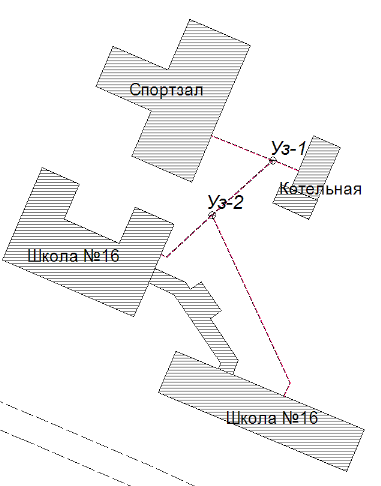 Спортзал
Уз-1
Котельная
Уз-2
Школа №16
Школа №16